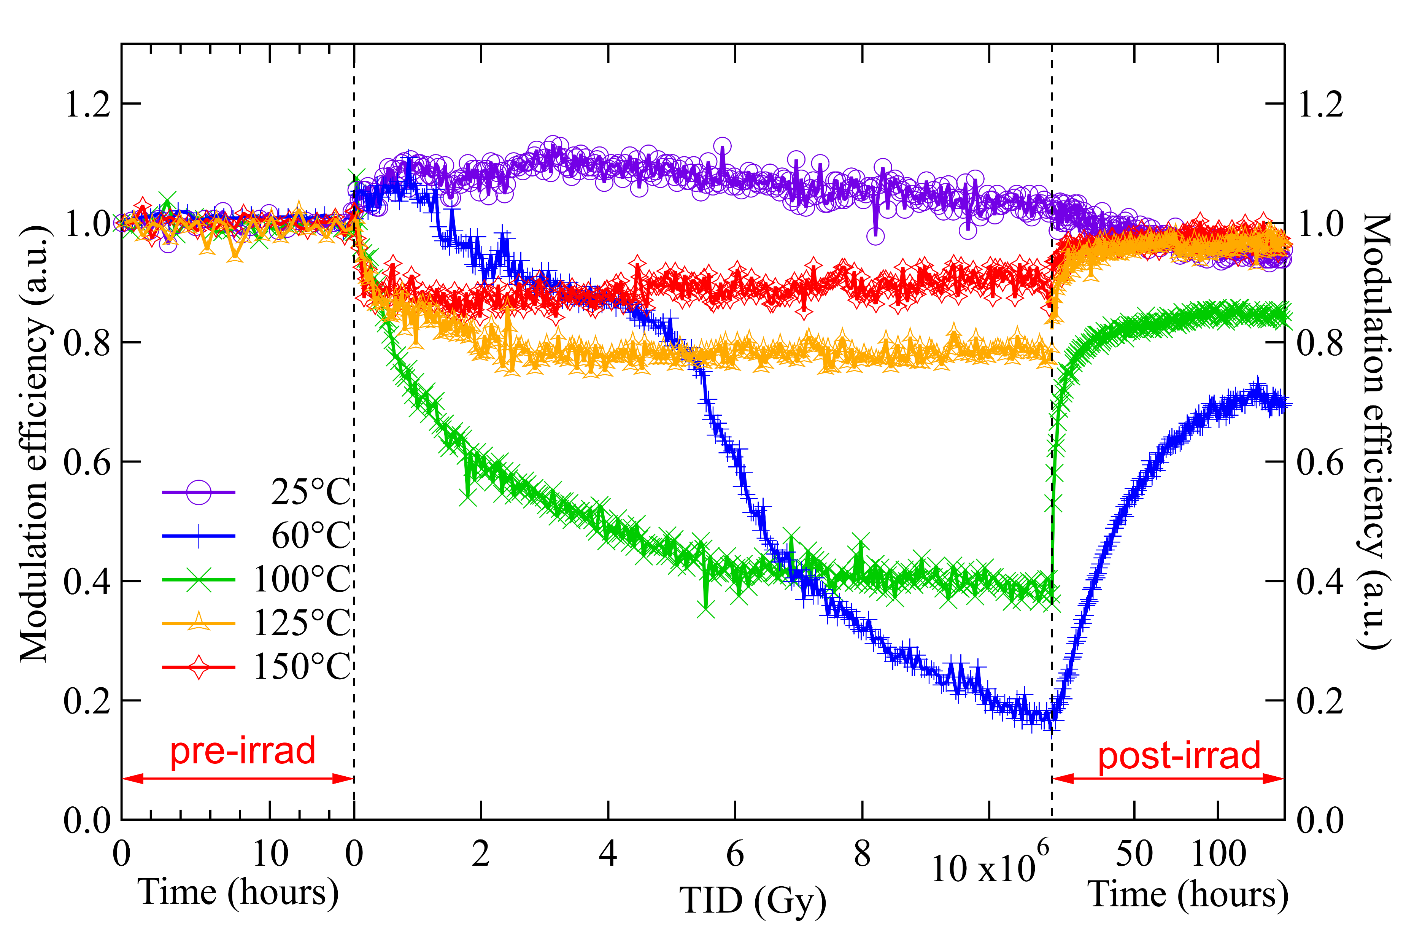 1.2
1.2
1.0
1.0
0.8
0.8
0.6
0.6
0.4
0.4
0.2
0.2
0.0
0.0
Modulation efficiency (a.u.)
Modulation efficiency (a.u.)
25°C
60°C
100°C
125°C
150°C
pre-irrad
post-irrad
0 10 0 2 4 6 8 10 x10⁶ 50 100
Time (hours)
TID (Gy)
Time (hours)